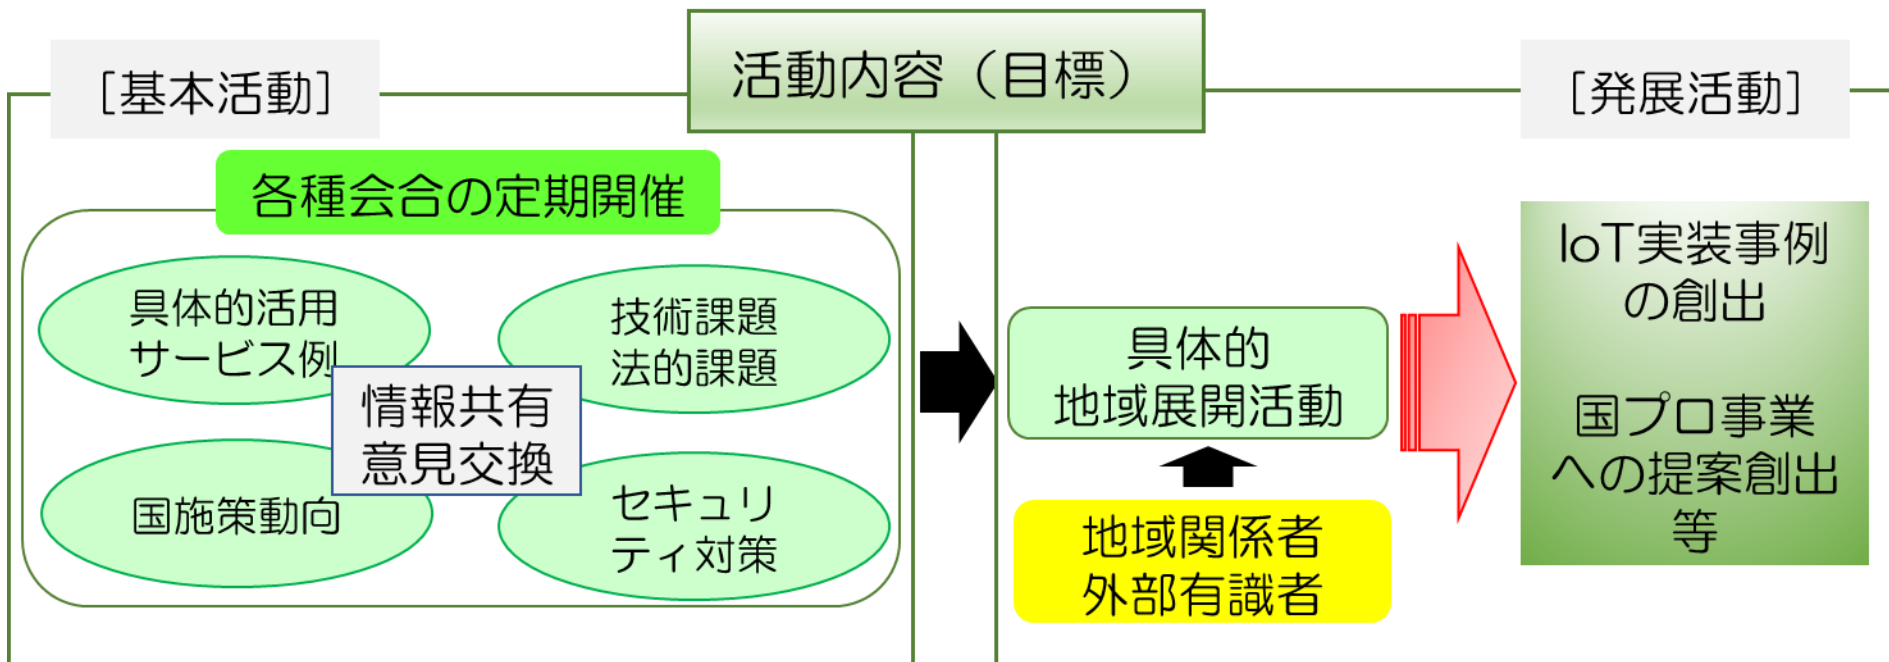 活動内容（目標）
［基本活動］
各種会合の定期開催
具体的活用
サービス例
技術課題
法的課題
情報共有
意見交換
国施策動向
セキュリ
ティ対策
［発展活動］
具体的
地域展開活動
地域関係者
外部有識者
IoT実装事例
の創出
国プロ事業
への提案創出
等